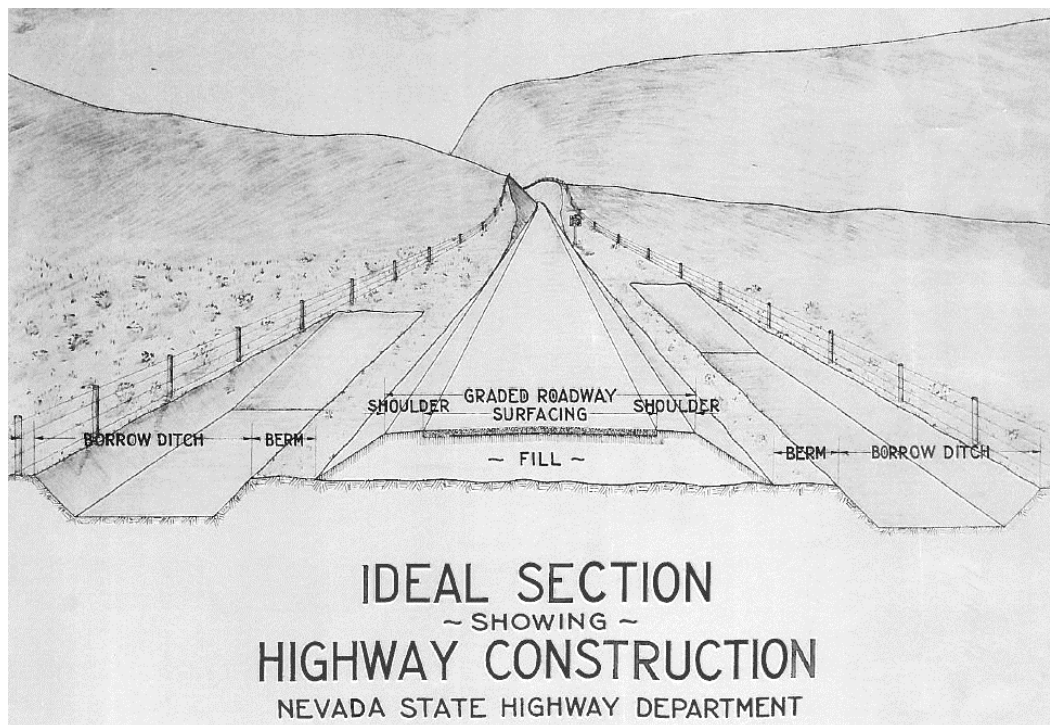 GRADED ROADWAY
SHOULDER SURFACING SHOULDER
BORROW DITCH BERM BERM BORROW DITCH
~ FILL ~
IDEAL SECTION
~ SHOWING ~
HIGHWAY CONSTRUCTION
NEVADA STATE HIGHWAY DEPARTMENT